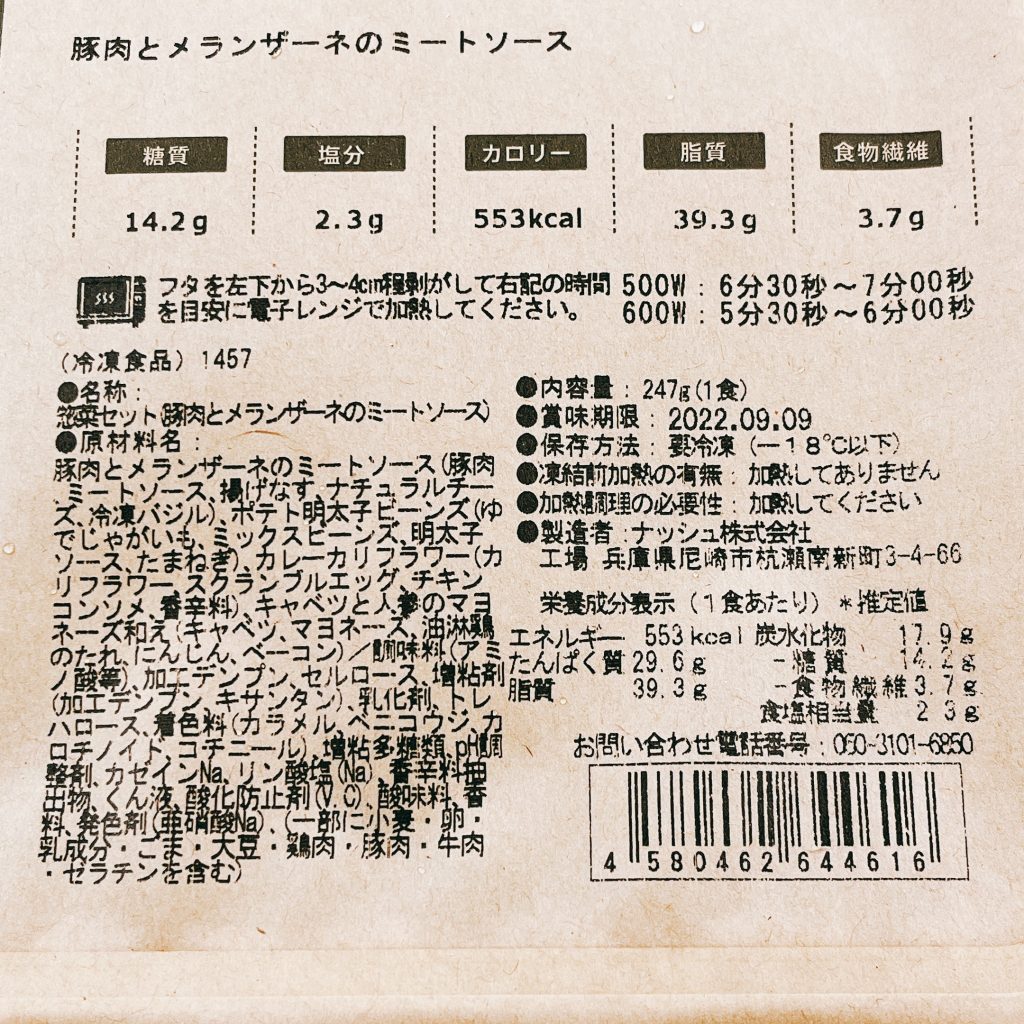 豚肉とメランザーネのミートソース
糖質 塩分 カロリー 脂質 食物繊維
14.2g 2.3g 553kcal 39.3g 3.7g
フタを左下から3～4cm程剥がして右記の時間
を目安に電子レンジで加熱してください。
500W：6分30秒～7分00秒
600W：5分30秒～6分00秒
(冷凍食品) 1457
●名称：
惣菜セット(豚肉とメランザーネのミートソース)
●原材料名：
豚肉とメランザーネのミートソース(豚肉
、ミートソース、揚げなす、ナチュラルチー
ズ、冷凍バジル)、ポテト明太子ビーンズ(ゆ
でじゃがいも、ミックスビーンズ、明太子
ソース、たまねぎ)、カレーカリフラワー(カ
リフラワー、スクランブルエッグ、チキン
コンソメ、香辛料)、キャベツと人参のマヨ
ネーズ和え(キャベツ、マヨネーズ、油淋鶏
のたれ、にんじん、ベーコン)／調味料(アミ
ノ酸等)、加工デンプン、セルロース、増粘剤
(加工デンプン、キサンタン)、乳化剤、トレ
ハロース、着色料(カラメル、ベニコウジ、カ
ロチノイド、コチニール)、増粘多糖類、pH調
整剤、カゼインNa、リン酸塩(Na)、香辛料抽
出物、くん液、酸化防止剤(V.C)、酸味料、香
料、発色剤(亜硝酸Na)、(一部に小麦・卵・
乳成分・ごま・大豆・鶏肉・豚肉・牛肉
・ゼラチンを含む)
●内容量：247g(1食)
●賞味期限：2022.09.09
●保存方法：要冷凍(－18℃以下)
●凍結前加熱の有無：加熱してありません
●加熱調理の必要性：加熱してください
●製造者：ナッシュ株式会社
工場 兵庫県尼崎市杭瀬南新町3-4-66
栄養成分表示(1食あたり)＊推定値
エネルギー 553kcal 炭水化物 17.9g
たんぱく質 29.6g －糖質 14.2g
脂質 39.3g －食物繊維 3.7g
食塩相当量 2.3g
お問い合わせ電話番号：050-3101-6850
4 580462 644616